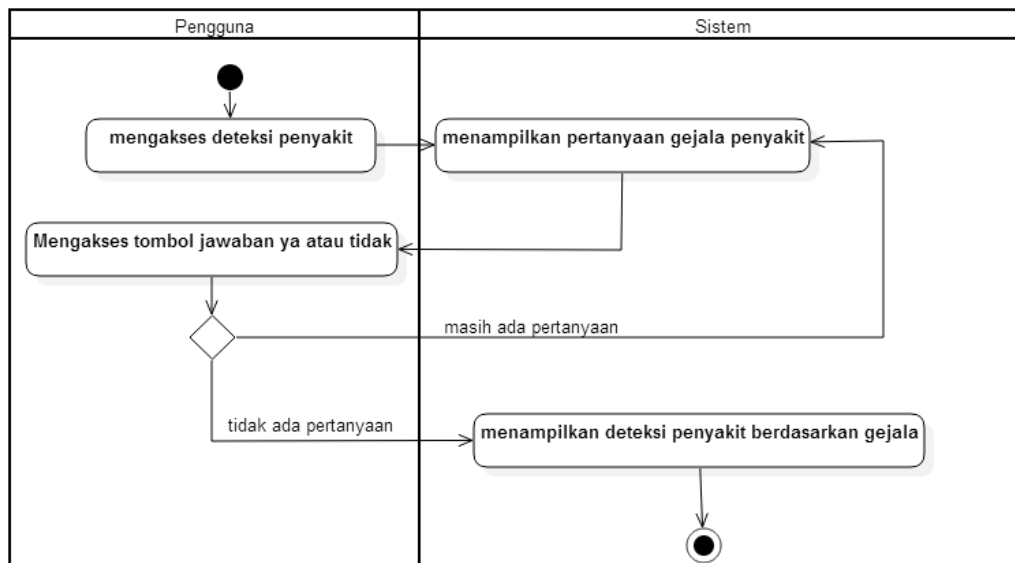 Pengguna
Sistem
mengakses deteksi penyakit
menampilkan pertanyaan gejala penyakit
Mengakses tombol jawaban ya atau tidak
masih ada pertanyaan
tidak ada pertanyaan
menampilkan deteksi penyakit berdasarkan gejala